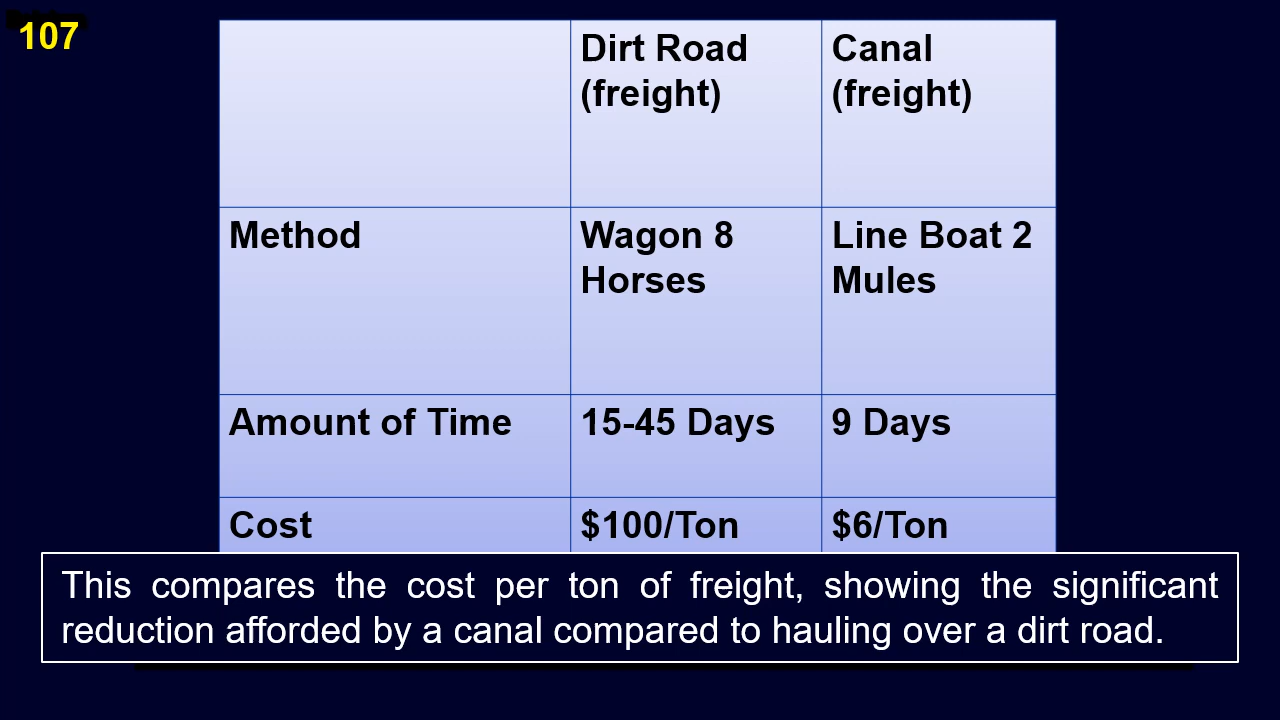 107
Dirt Road Canal
(freight) (freight)
Method Wagon 8 Line Boat 2
Horses Mules
Amount of Time 15-45 Days 9 Days
Cost $100/Ton $6/Ton
This compares the cost per ton of freight, showing the significant
reduction afforded by a canal compared to hauling over a dirt road.